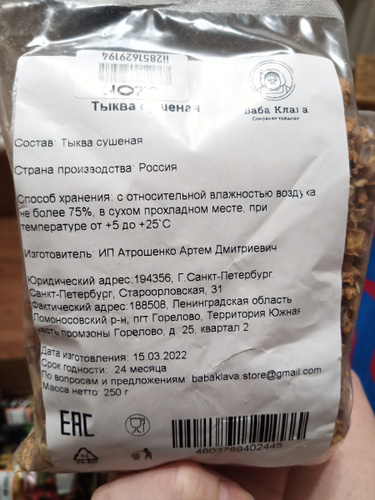 i12851629194
Тыква сушеная
Баба Клава
Состав: Тыква сушеная
Страна производства: Россия
Способ хранения: с относительной влажностью воздуха
не более 75%, в сухом прохладном месте, при
температуре от +5 до +25°С
Изготовитель: ИП Атрошенко Артем Дмитриевич
Юридический адрес:194356, Г.Санкт-Петербург,
Санкт-Петербург, Староорловская, 31
Фактический адрес:188508, Ленинградская область
Ломоносовский р-н, пгт Горелово, Территория Южная
часть промзоны Горелово, д. 25, квартал 2
Дата изготовления: 15.03.2022
Срок годности: 24 месяца
По вопросам и предложениям: babaklava.store@gmail.com
Масса нетто: 250 г
EAC
4603789402445